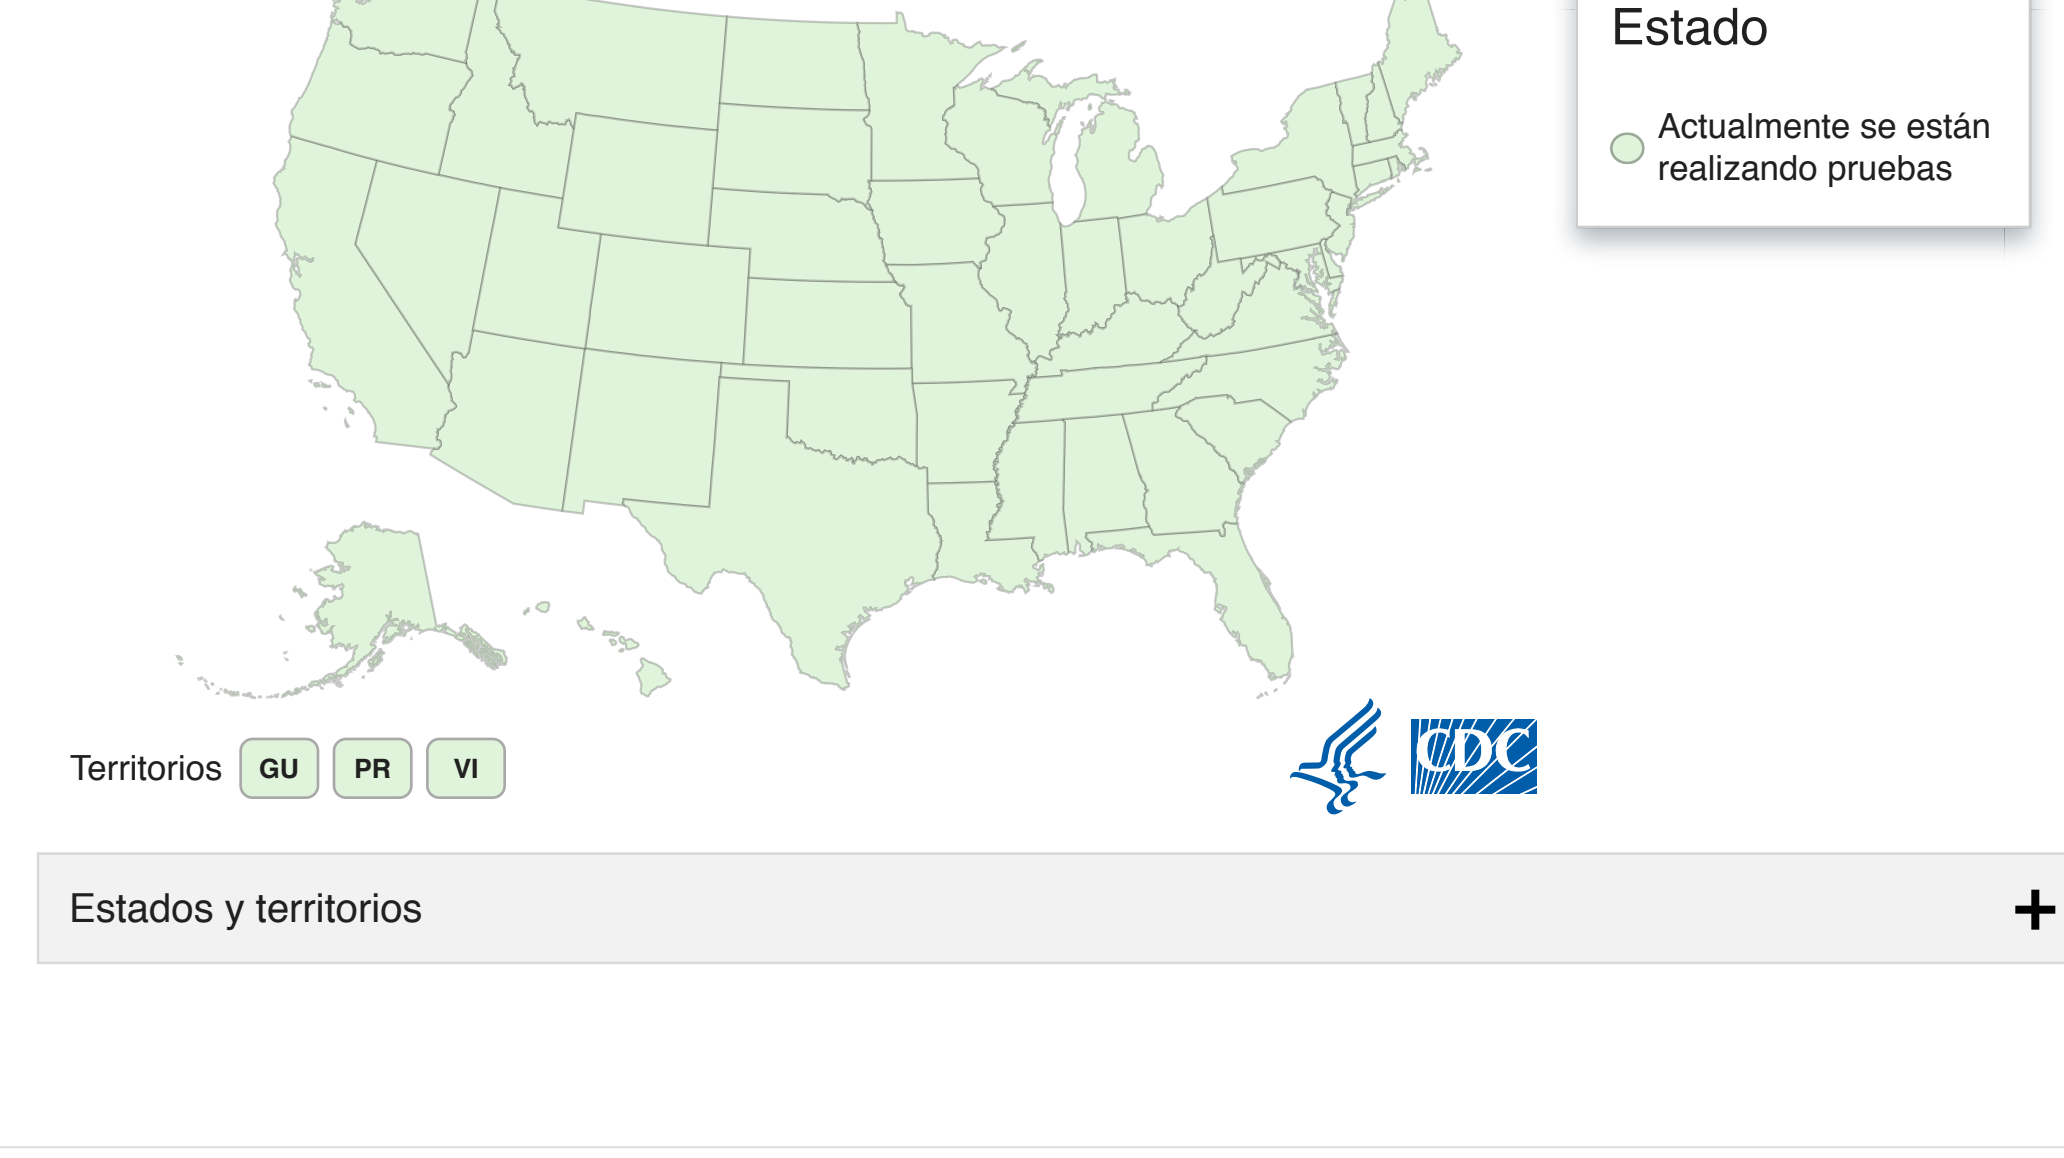 Estado
Actualmente se están
realizando pruebas
Territorios GU PR VI
CDC
Estados y territorios